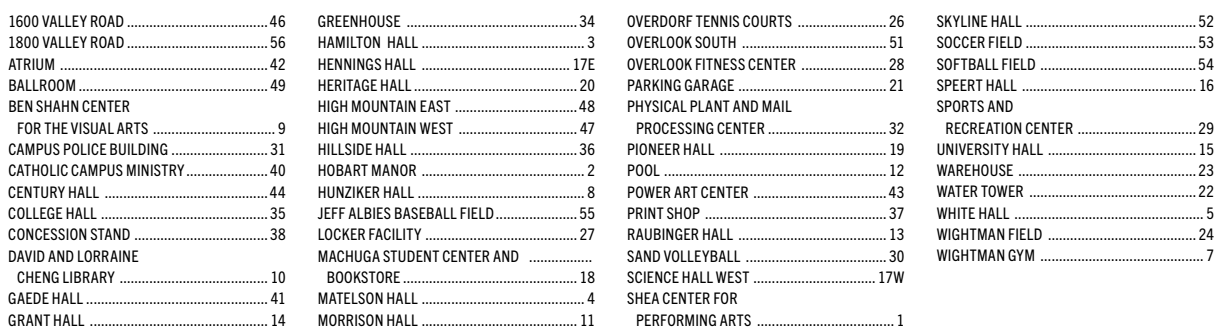 1600 VALLEY ROAD ........ 46
1800 VALLEY ROAD ........ 56
ATRIUM ........ 42
BALLROOM ........ 49
BEN SHAHN CENTER
FOR THE VISUAL ARTS ........ 9
CAMPUS POLICE BUILDING ........ 31
CATHOLIC CAMPUS MINISTRY ........ 40
CENTURY HALL ........ 44
COLLEGE HALL ........ 35
CONCESSION STAND ........ 38
DAVID AND LORRAINE
CHENG LIBRARY ........ 10
GAEDE HALL ........ 41
GRANT HALL ........ 14
GREENHOUSE ........ 34
HAMILTON HALL ........ 3
HENNINGS HALL ........ 17E
HERITAGE HALL ........ 20
HIGH MOUNTAIN EAST ........ 48
HIGH MOUNTAIN WEST ........ 47
HILLSIDE HALL ........ 36
HOBART MANOR ........ 2
HUNZIKER HALL ........ 8
JEFF ALBIES BASEBALL FIELD ........ 55
LOCKER FACILITY ........ 27
MACHUGA STUDENT CENTER AND ........
BOOKSTORE ........ 18
MATELSON HALL ........ 4
MORRISON HALL ........ 11
OVERDORF TENNIS COURTS ........ 26
OVERLOOK SOUTH ........ 51
OVERLOOK FITNESS CENTER ........ 28
PARKING GARAGE ........ 21
PHYSICAL PLANT AND MAIL
PROCESSING CENTER ........ 32
PIONEER HALL ........ 19
POOL ........ 12
POWER ART CENTER ........ 43
PRINT SHOP ........ 37
RAUBINGER HALL ........ 13
SAND VOLLEYBALL ........ 30
SCIENCE HALL WEST ........ 17W
SHEA CENTER FOR
PERFORMING ARTS ........ 1
SKYLINE HALL ........ 52
SOCCER FIELD ........ 53
SOFTBALL FIELD ........ 54
SPEERT HALL ........ 16
SPORTS AND
RECREATION CENTER ........ 29
UNIVERSITY HALL ........ 15
WAREHOUSE ........ 23
WATER TOWER ........ 22
WHITE HALL ........ 5
WIGHTMAN FIELD ........ 24
WIGHTMAN GYM ........ 7